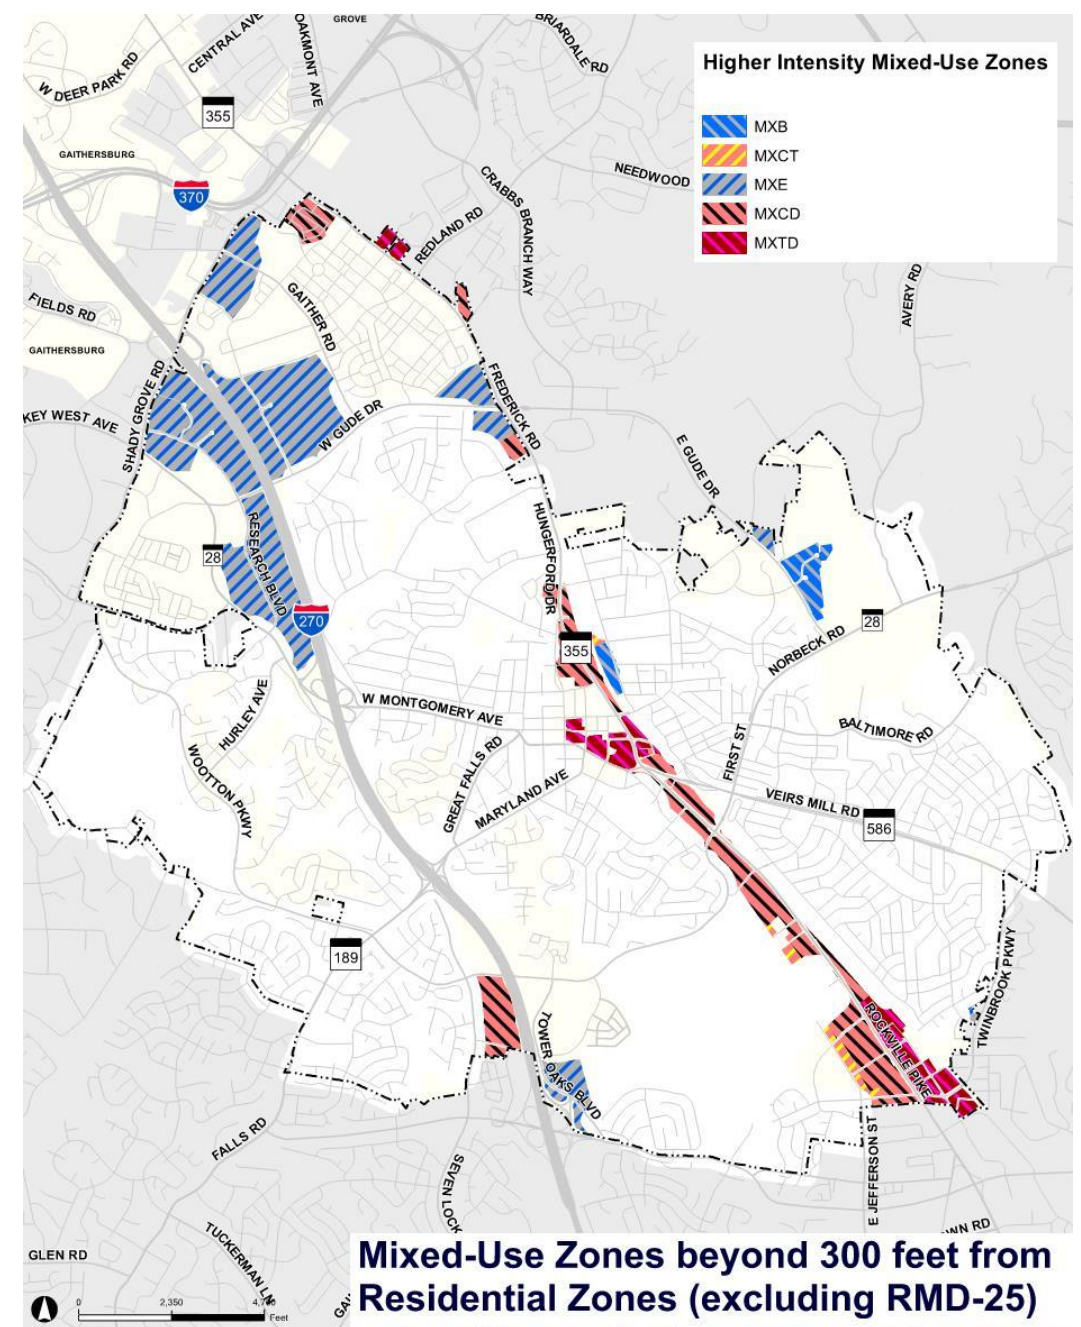 GROVE
BRIARDALE RD
CENTRAL AVE
OAKMONT AVE
W DEER PARK RD
355
Higher Intensity Mixed-Use Zones
MXB
MXCT
MXE
MXCD
MXTD
GAITHERSBURG
370
NEEDWOOD
CRABBS BRANCH WAY
REDLAND RD
AVERY RD
FIELDS RD
GAITHER RD
GAITHERSBURG
SHADY GROVE RD
FREDERICK RD
KEY WEST AVE
W GUDE DR
E GUDE DR
HUNGERFORD DR
RESEARCH BLVD
28
270
28
355
NORBECK RD
W MONTGOMERY AVE
HURLEY AVE
WOOTTON PKWY
GREAT FALLS RD
MARYLAND AVE
FIRST ST
BALTIMORE RD
VEIRS MILL RD
586
189
TWINBROOK PKWY
ROCKVILLE PIKE
TOWER OAKS BLVD
FALLS RD
SEVEN LOCK
E JEFFERSON ST
WN RD
TUCKERMAN LN
GLEN RD
Mixed-Use Zones beyond 300 feet from
Residential Zones (excluding RMD-25)
0 2,350
Feet